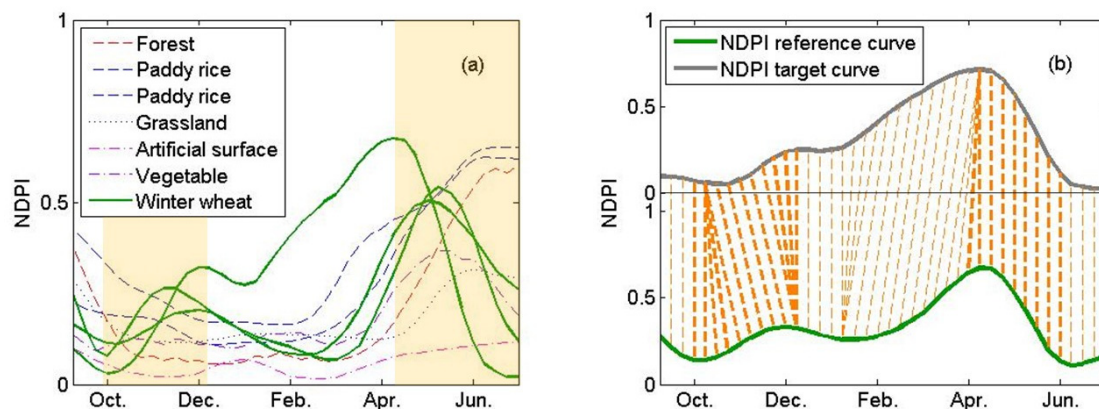 1
Forest
Paddy rice
Paddy rice
Grassland
Artificial surface
Vegetable
Winter wheat
(a)
NDPI
0.5
0
Oct. Dec. Feb. Apr. Jun.
1
NDPI reference curve
NDPI target curve
(b)
0.5
0
NDPI
1
0.5
0
Oct. Dec. Feb. Apr. Jun.